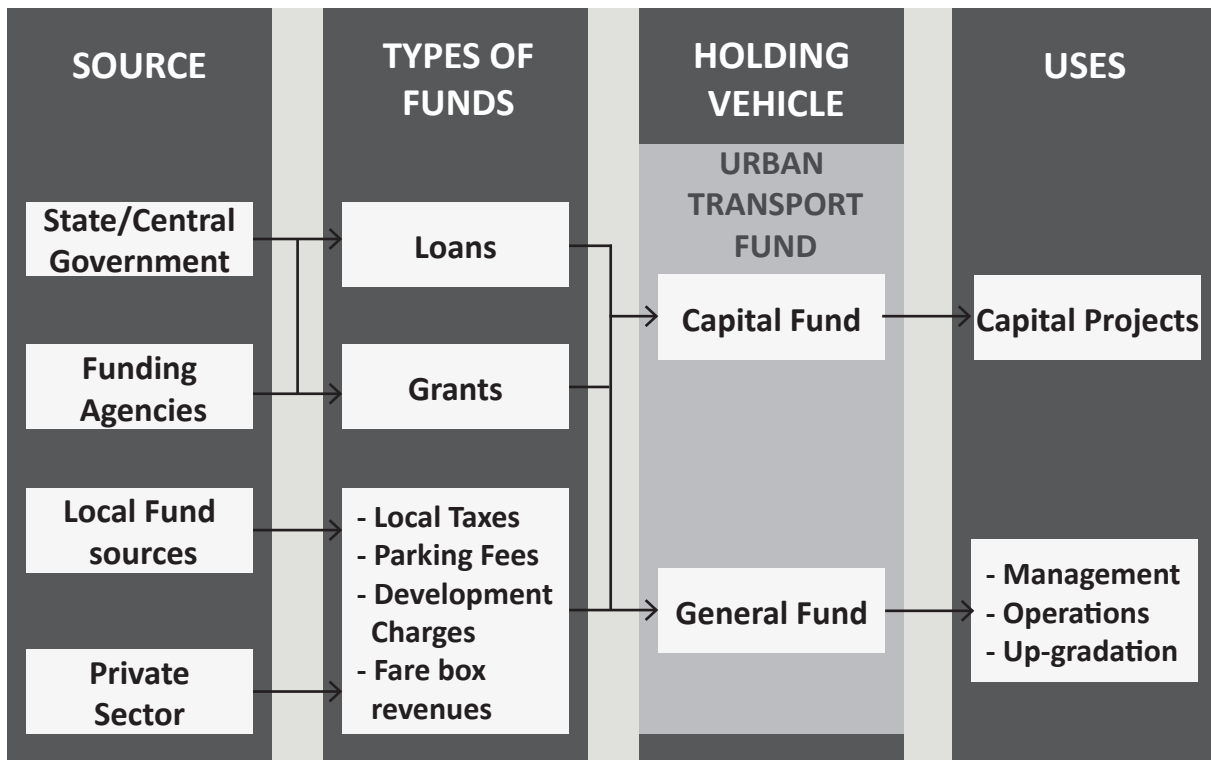 SOURCE
TYPES OF
FUNDS
HOLDING
VEHICLE
USES
URBAN
TRANSPORT
FUND
State/Central
Government
Loans
Capital Fund
Capital Projects
Funding
Agencies
Grants
Local Fund
sources
- Local Taxes
- Parking Fees
- Development
Charges
- Fare box
revenues
General Fund
- Management
- Operations
- Up-gradation
Private
Sector